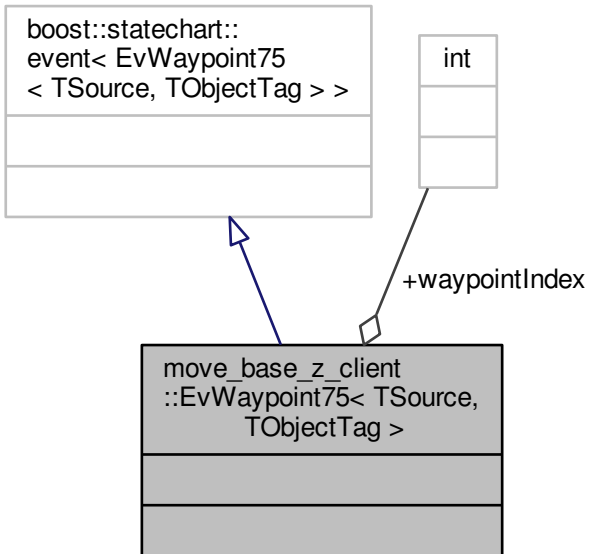 boost::statechart::
event< EvWaypoint75
< TSource, TObjectTag > >
int
+waypointIndex
move_base_z_client
::EvWaypoint75< TSource,
TObjectTag >